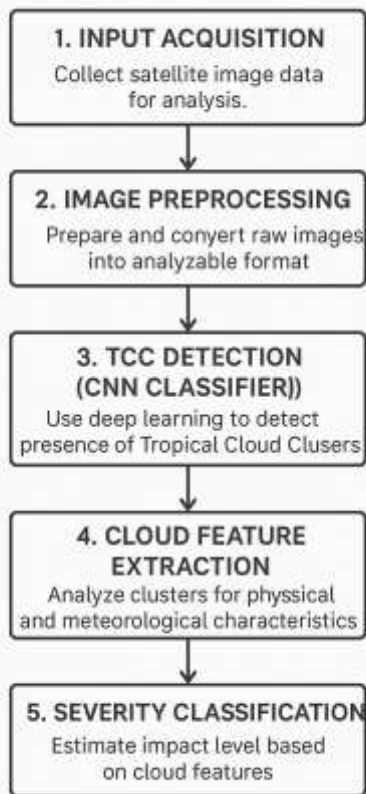 1. INPUT ACQUISITION
Collect satellite image data
for analysis.
2. IMAGE PREPROCESSING
Prepare and conyert raw images
into analyzable format
3. TCC DETECTION
(CNN CLASSIFIER))
Use deep learning to detect
presence of Tropical Cloud Clusers
4. CLOUD FEATURE
EXTRACTION
Analyze clusters for physical
and meteorological characteristics
5. SEVERITY CLASSIFICATION
Estimate impact level based
on cloud features